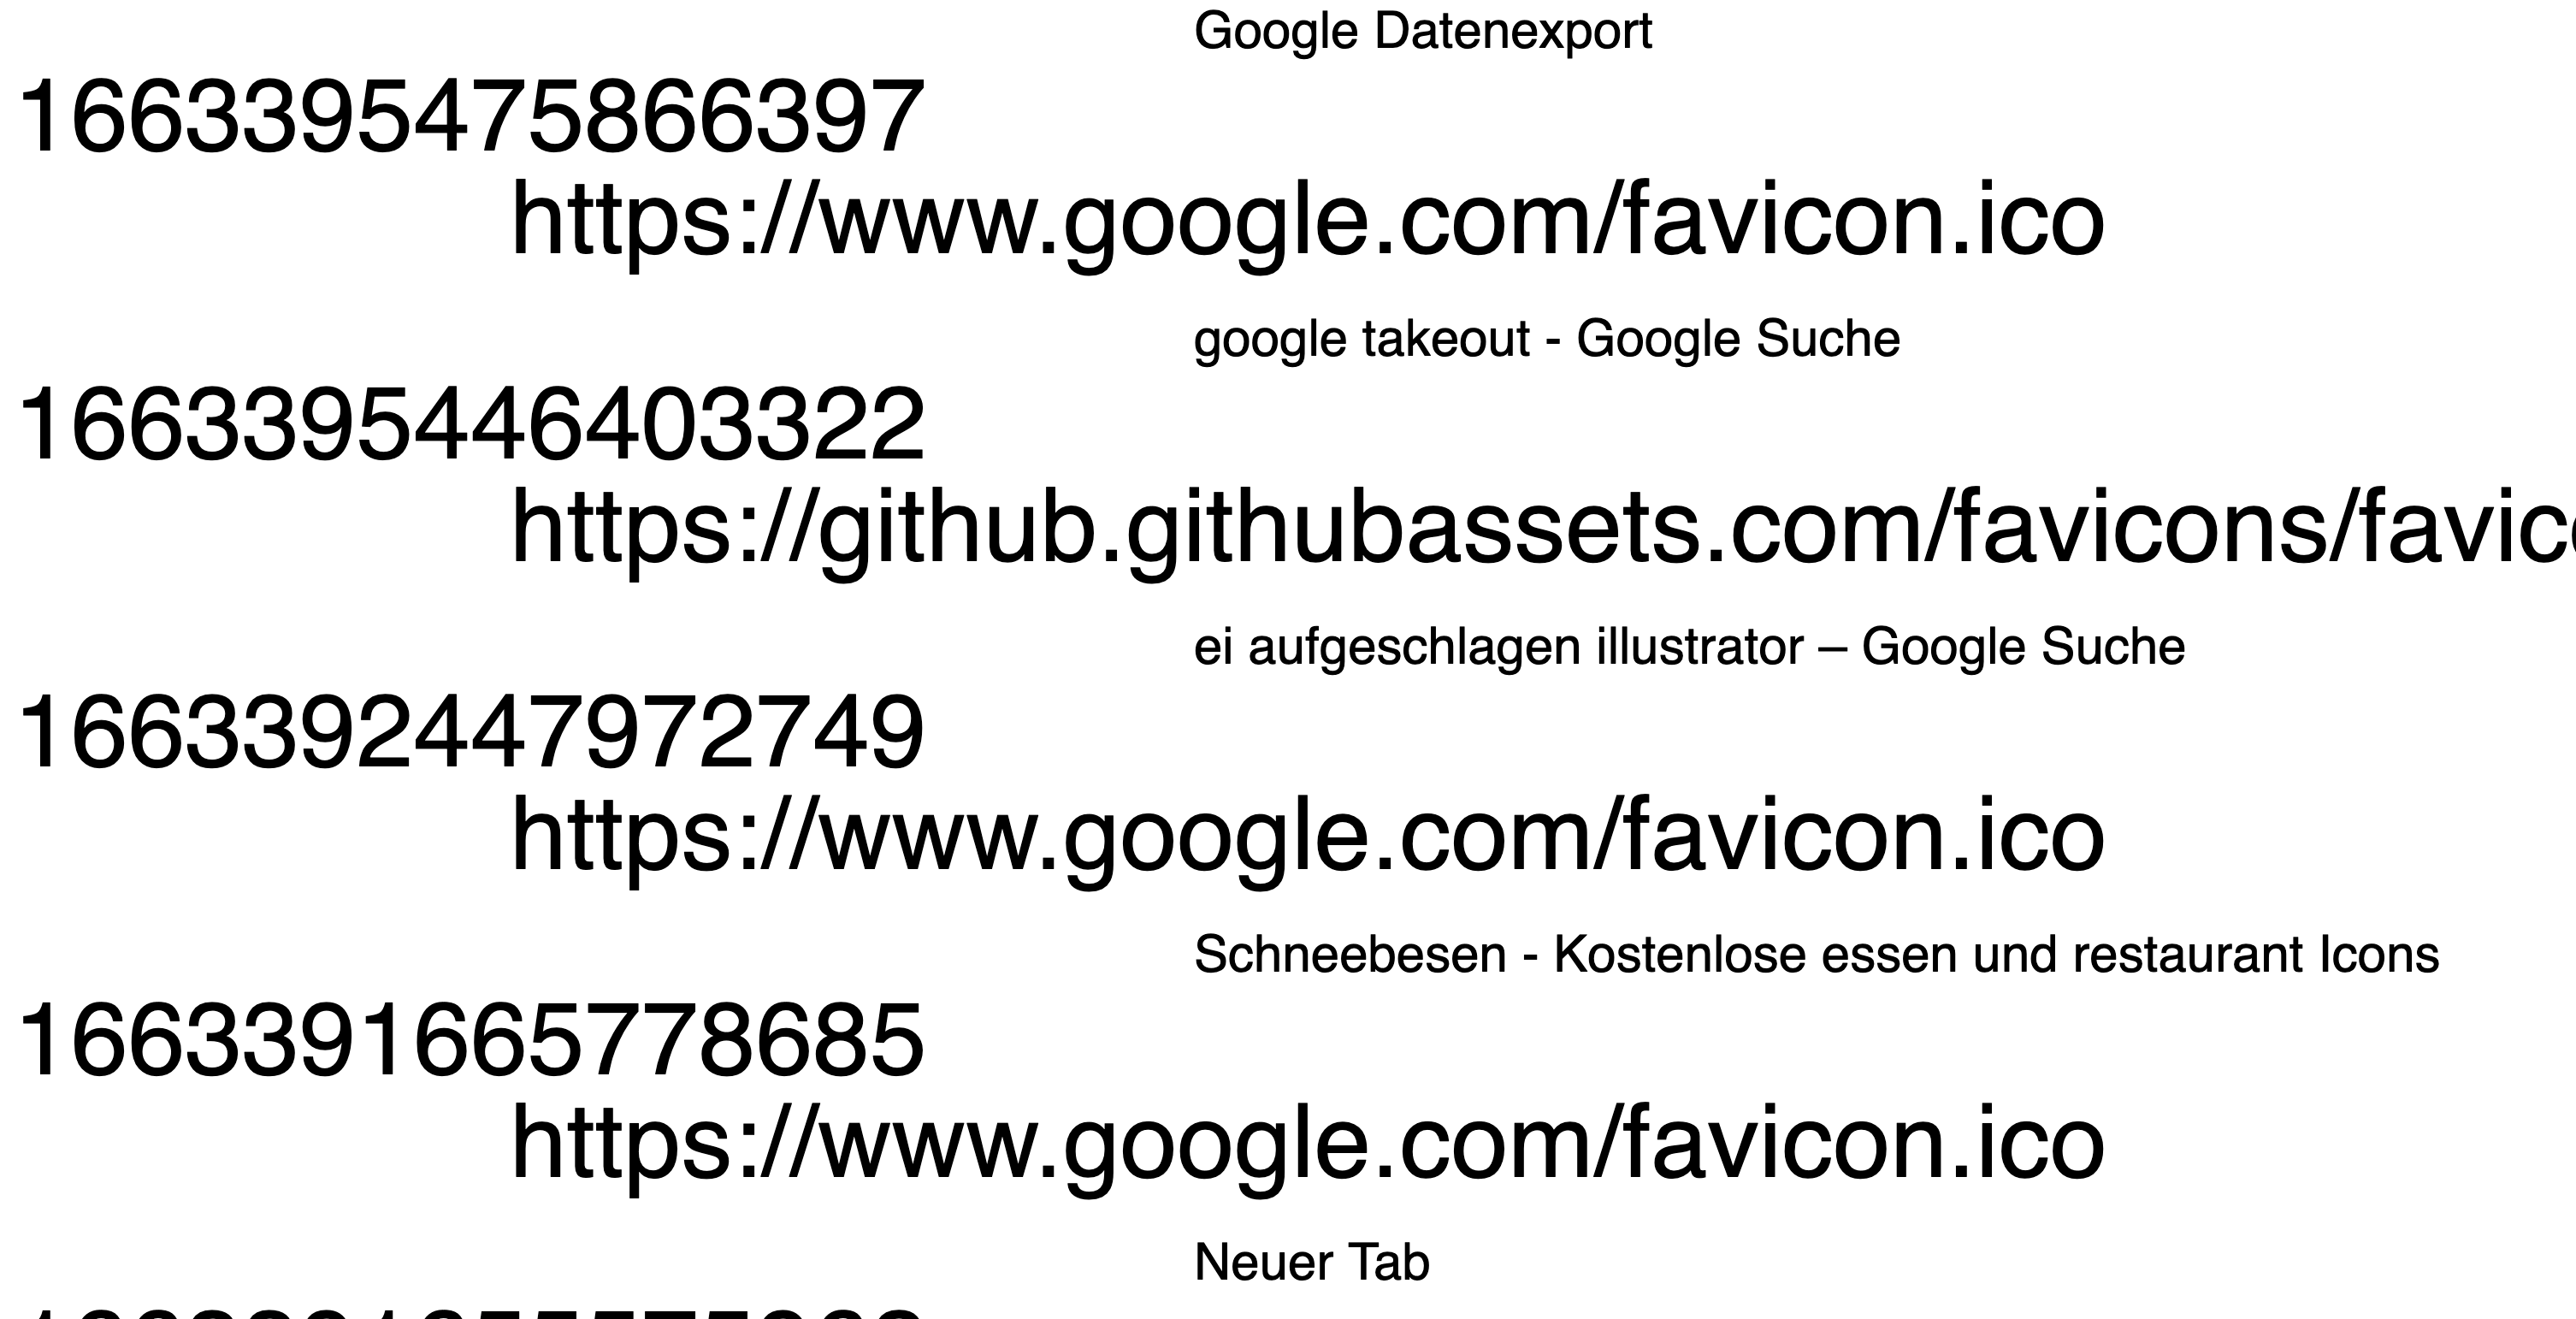 Google Datenexport
1663395475866397
https://www.google.com/favicon.ico
google takeout - Google Suche
1663395446403322
https://github.githubassets.com/favicons/favic
ei aufgeschlagen illustrator – Google Suche
1663392447972749
https://www.google.com/favicon.ico
Schneebesen - Kostenlose essen und restaurant Icons
1663391665778685
https://www.google.com/favicon.ico
Neuer Tab